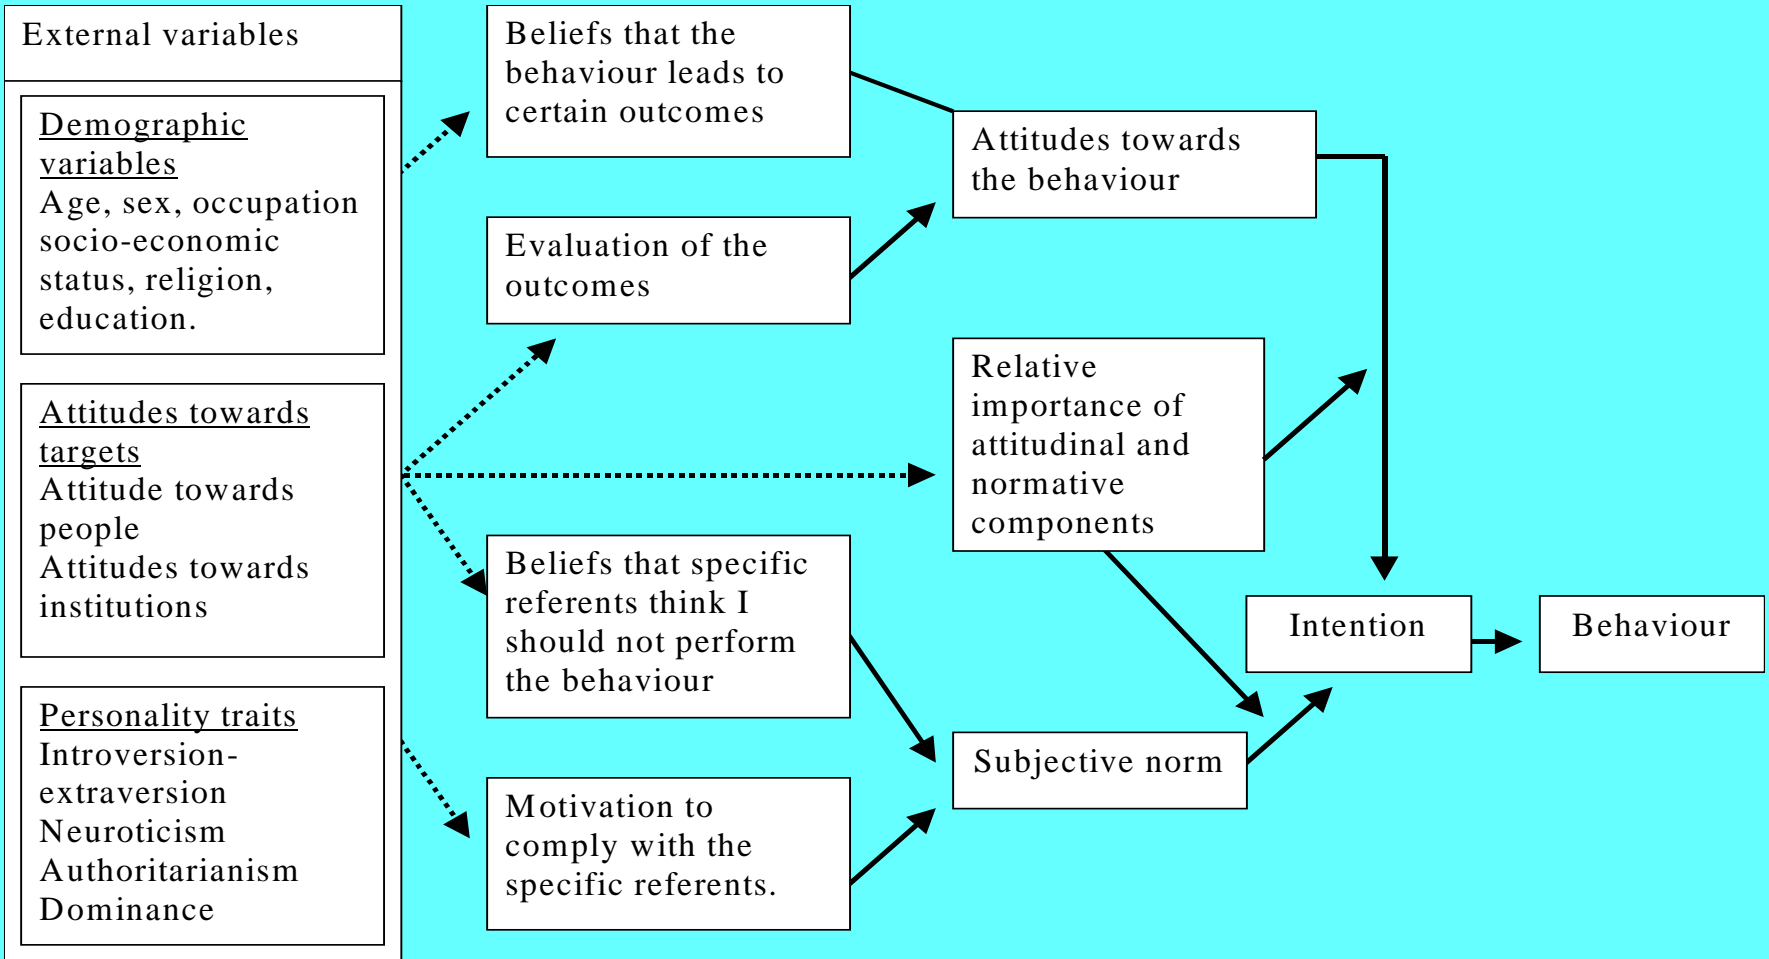 External variables
Demographic
variables
Age, sex, occupation
socio-economic
status, religion,
education.
Attitudes towards
targets
Attitude towards
people
Attitudes towards
institutions
Personality traits
Introversion-
extraversion
Neuroticism
Authoritarianism
Dominance
Beliefs that the
behaviour leads to
certain outcomes
Evaluation of the
outcomes
Beliefs that specific
referents think I
should not perform
the behaviour
Motivation to
comply with the
specific referents.
Attitudes towards
the behaviour
Relative
importance of
attitudinal and
normative
components
Subjective norm
Intention
Behaviour